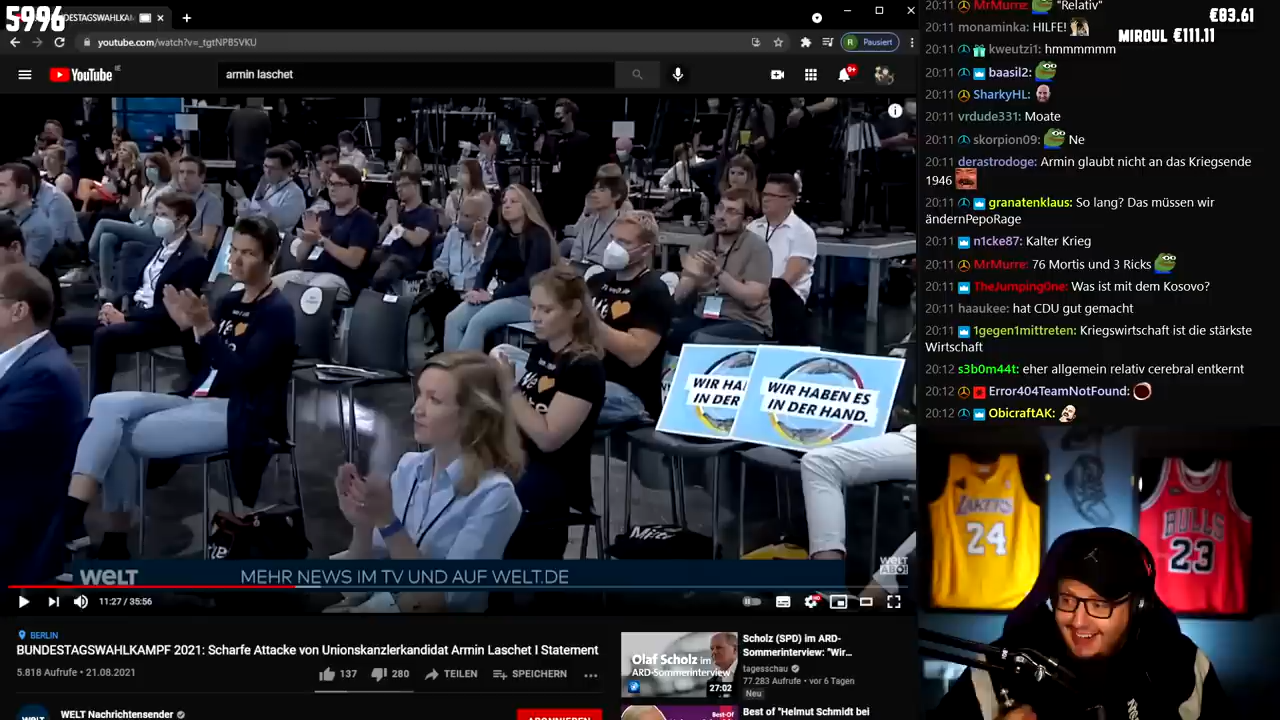 5996
BUNDESTAGSWAHLKAM
youtube.com/watch?v=_tgtNPBSVKU
R Pausiert
YouTube
armin laschet
9+
WIR HA
IN DER
WIR HABEN ES
IN DER HAND.
WELT
MEHR NEWS IM TV UND AUF WELT.DE
WELT
ABO!
11:27 / 35:56
BERLIN
BUNDESTAGSWAHLKAMPF 2021: Scharfe Attacke von Unionskanzlerkandidat Armin Laschet I Statement
5.818 Aufrufe • 21.08.2021
137
280
TEILEN
SPEICHERN
WELT Nachrichtensender
ABONNIEREN
Olaf Scholz im
ARD-Sommerinterview
27:02
Scholz (SPD) im ARD-
Sommerinterview: "Wir...
tagesschau
77.283 Aufrufe • vor 6 Tagen
Neu
Best of "Helmut Schmidt bei
20:11 MrMurre: "Relativ"
€83.61
20:11 monaminka: HILFE!
MIROUL €111.11
20:11 kweutzi1: hmmmmmm
20:11 baasil2:
20:11 SharkyHL:
20:11 vrdude331: Moate
20:11 skorpion09: Ne
20:11 derastrodoge: Armin glaubt nicht an das Kriegsende
1946
20:11 granatenklaus: So lang? Das müssen wir
ändernPepoRage
20:11 n1cke87: Kalter Krieg
20:11 MrMurre: 76 Mortis und 3 Ricks
20:11 TheJumping0ne: Was ist mit dem Kosovo?
20:11 haaukee: hat CDU gut gemacht
20:11 1gegen1mittreten: Kriegswirtschaft ist die stärkste
Wirtschaft
20:12 s3b0m44t: eher allgemein relativ cerebral entkernt
20:12 Error404TeamNotFound:
20:12 ObicraftAK:
LAKERS
24
BULLS
23